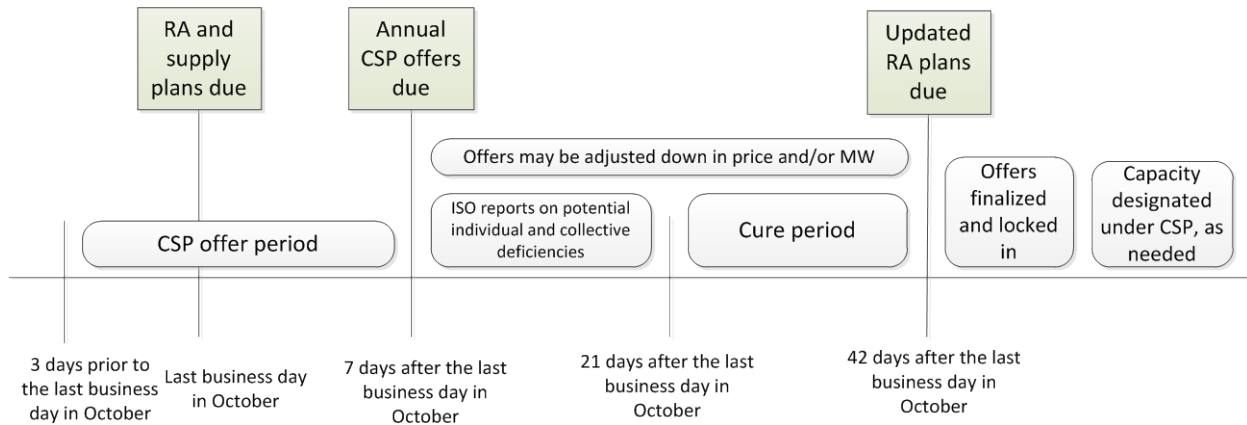 RA and
supply
plans due
Annual
CSP offers
due
Updated
RA plans
due
Offers may be adjusted down in price and/or MW
CSP offer period
ISO reports on potential
individual and collective
deficiencies
Cure period
Offers
finalized
and locked
in
Capacity
designated
under CSP, as
needed
3 days prior to
the last business
day in October
Last business day
in October
7 days after the last
business day in
October
21 days after the last
business day in
October
42 days after the last
business day in
October